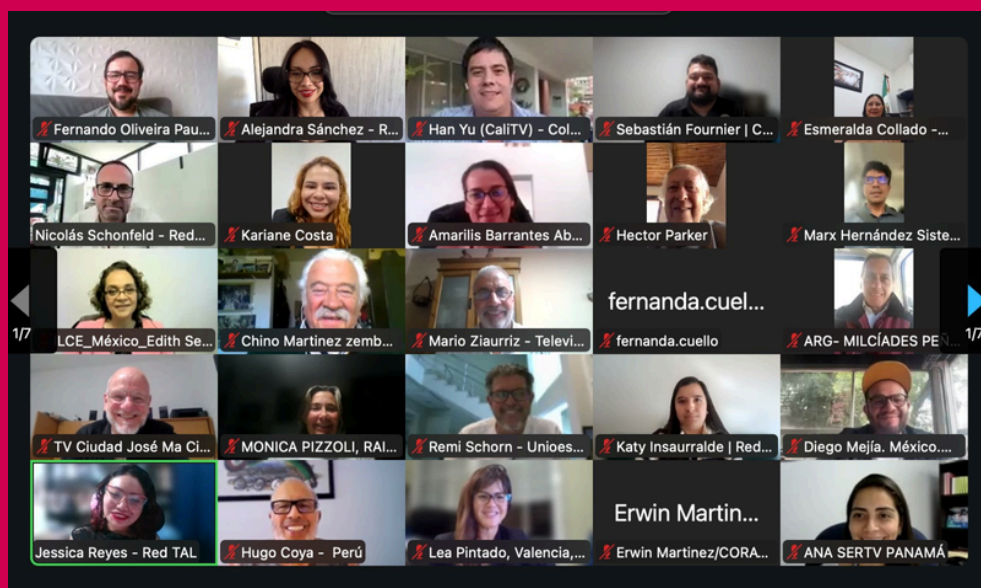 Fernando Oliveira Pau...
Alejandra Sánchez - R...
Han Yu (CaliTV) - Col...
Sebastián Fournier | C...
Esmeralda Collado -...
Nicolás Schonfeld - Red...
Kariane Costa
Amarilis Barrantes Ab...
Hector Parker
Marx Hernández Siste...
1/7
LCE_México_Edith Se...
Chino Martinez zemb...
Mario Ziaurriz - Televi...
fernanda.cuel...
fernanda.cuello
ARG- MILCÍADES PEÑ...
1/7
TV Ciudad José Ma Ci...
MONICA PIZZOLI, RAI...
Remi Schorn - Unioes...
Katy Insaurralde | Red...
Diego Mejía. México....
Jessica Reyes - Red TAL
Hugo Coya - Perú
Lea Pintado, Valencia,...
Erwin Martin...
Erwin Martinez/CORA...
ANA SERTV PANAMÁ